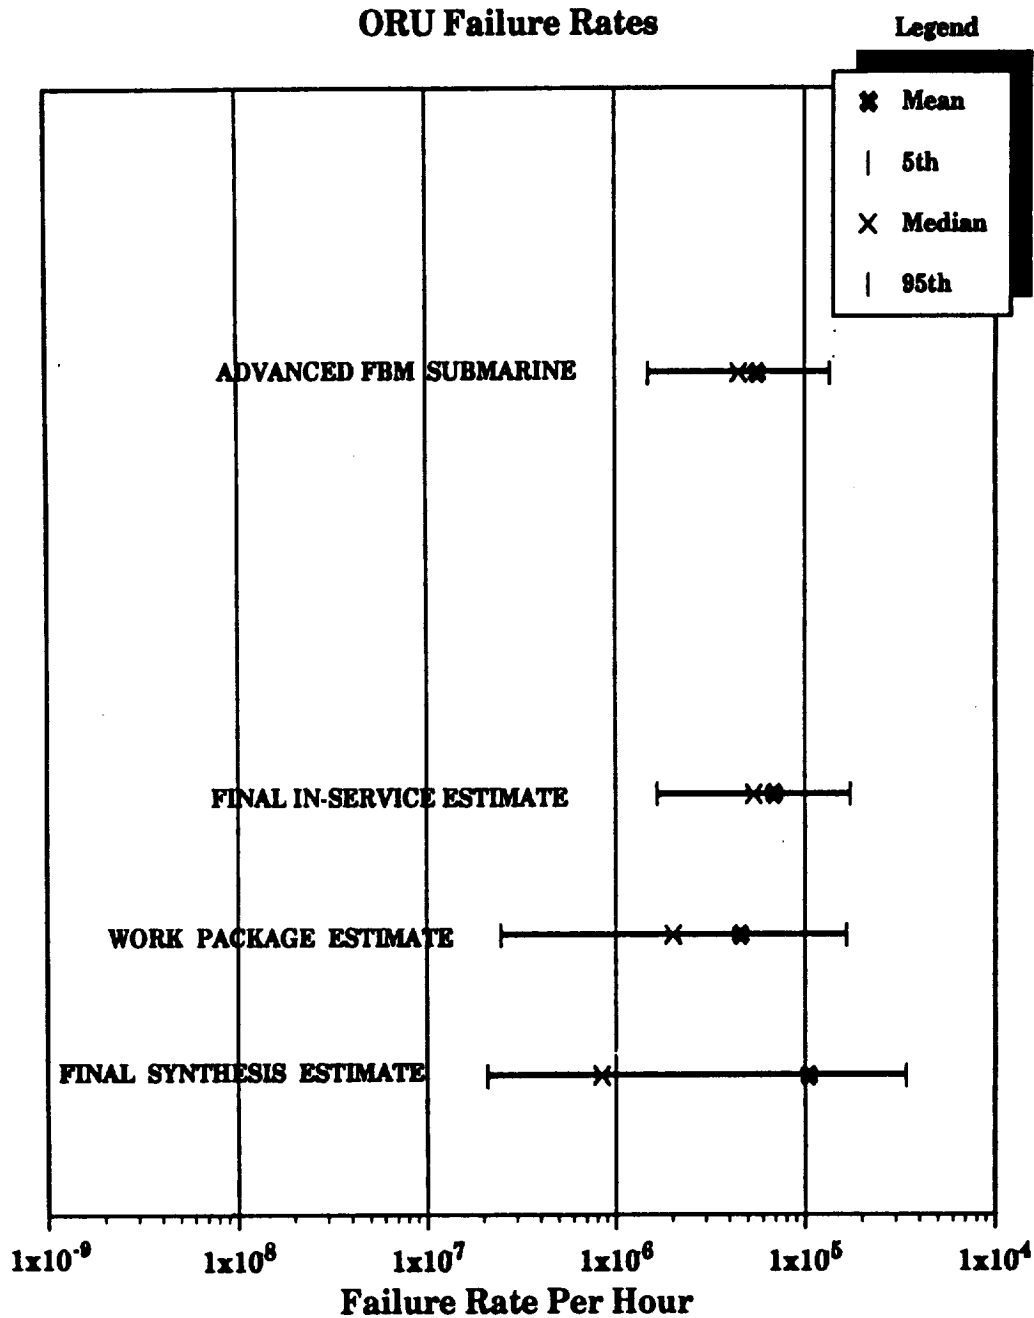 ORU Failure Rates
Legend
Mean
5th
Median
95th
ADVANCED FBM SUBMARINE
FINAL IN-SERVICE ESTIMATE
WORK PACKAGE ESTIMATE
FINAL SYNTHESIS ESTIMATE
1x10⁻⁹ 1x10⁸ 1x10⁷ 1x10⁶ 1x10⁵ 1x10⁴
Failure Rate Per Hour